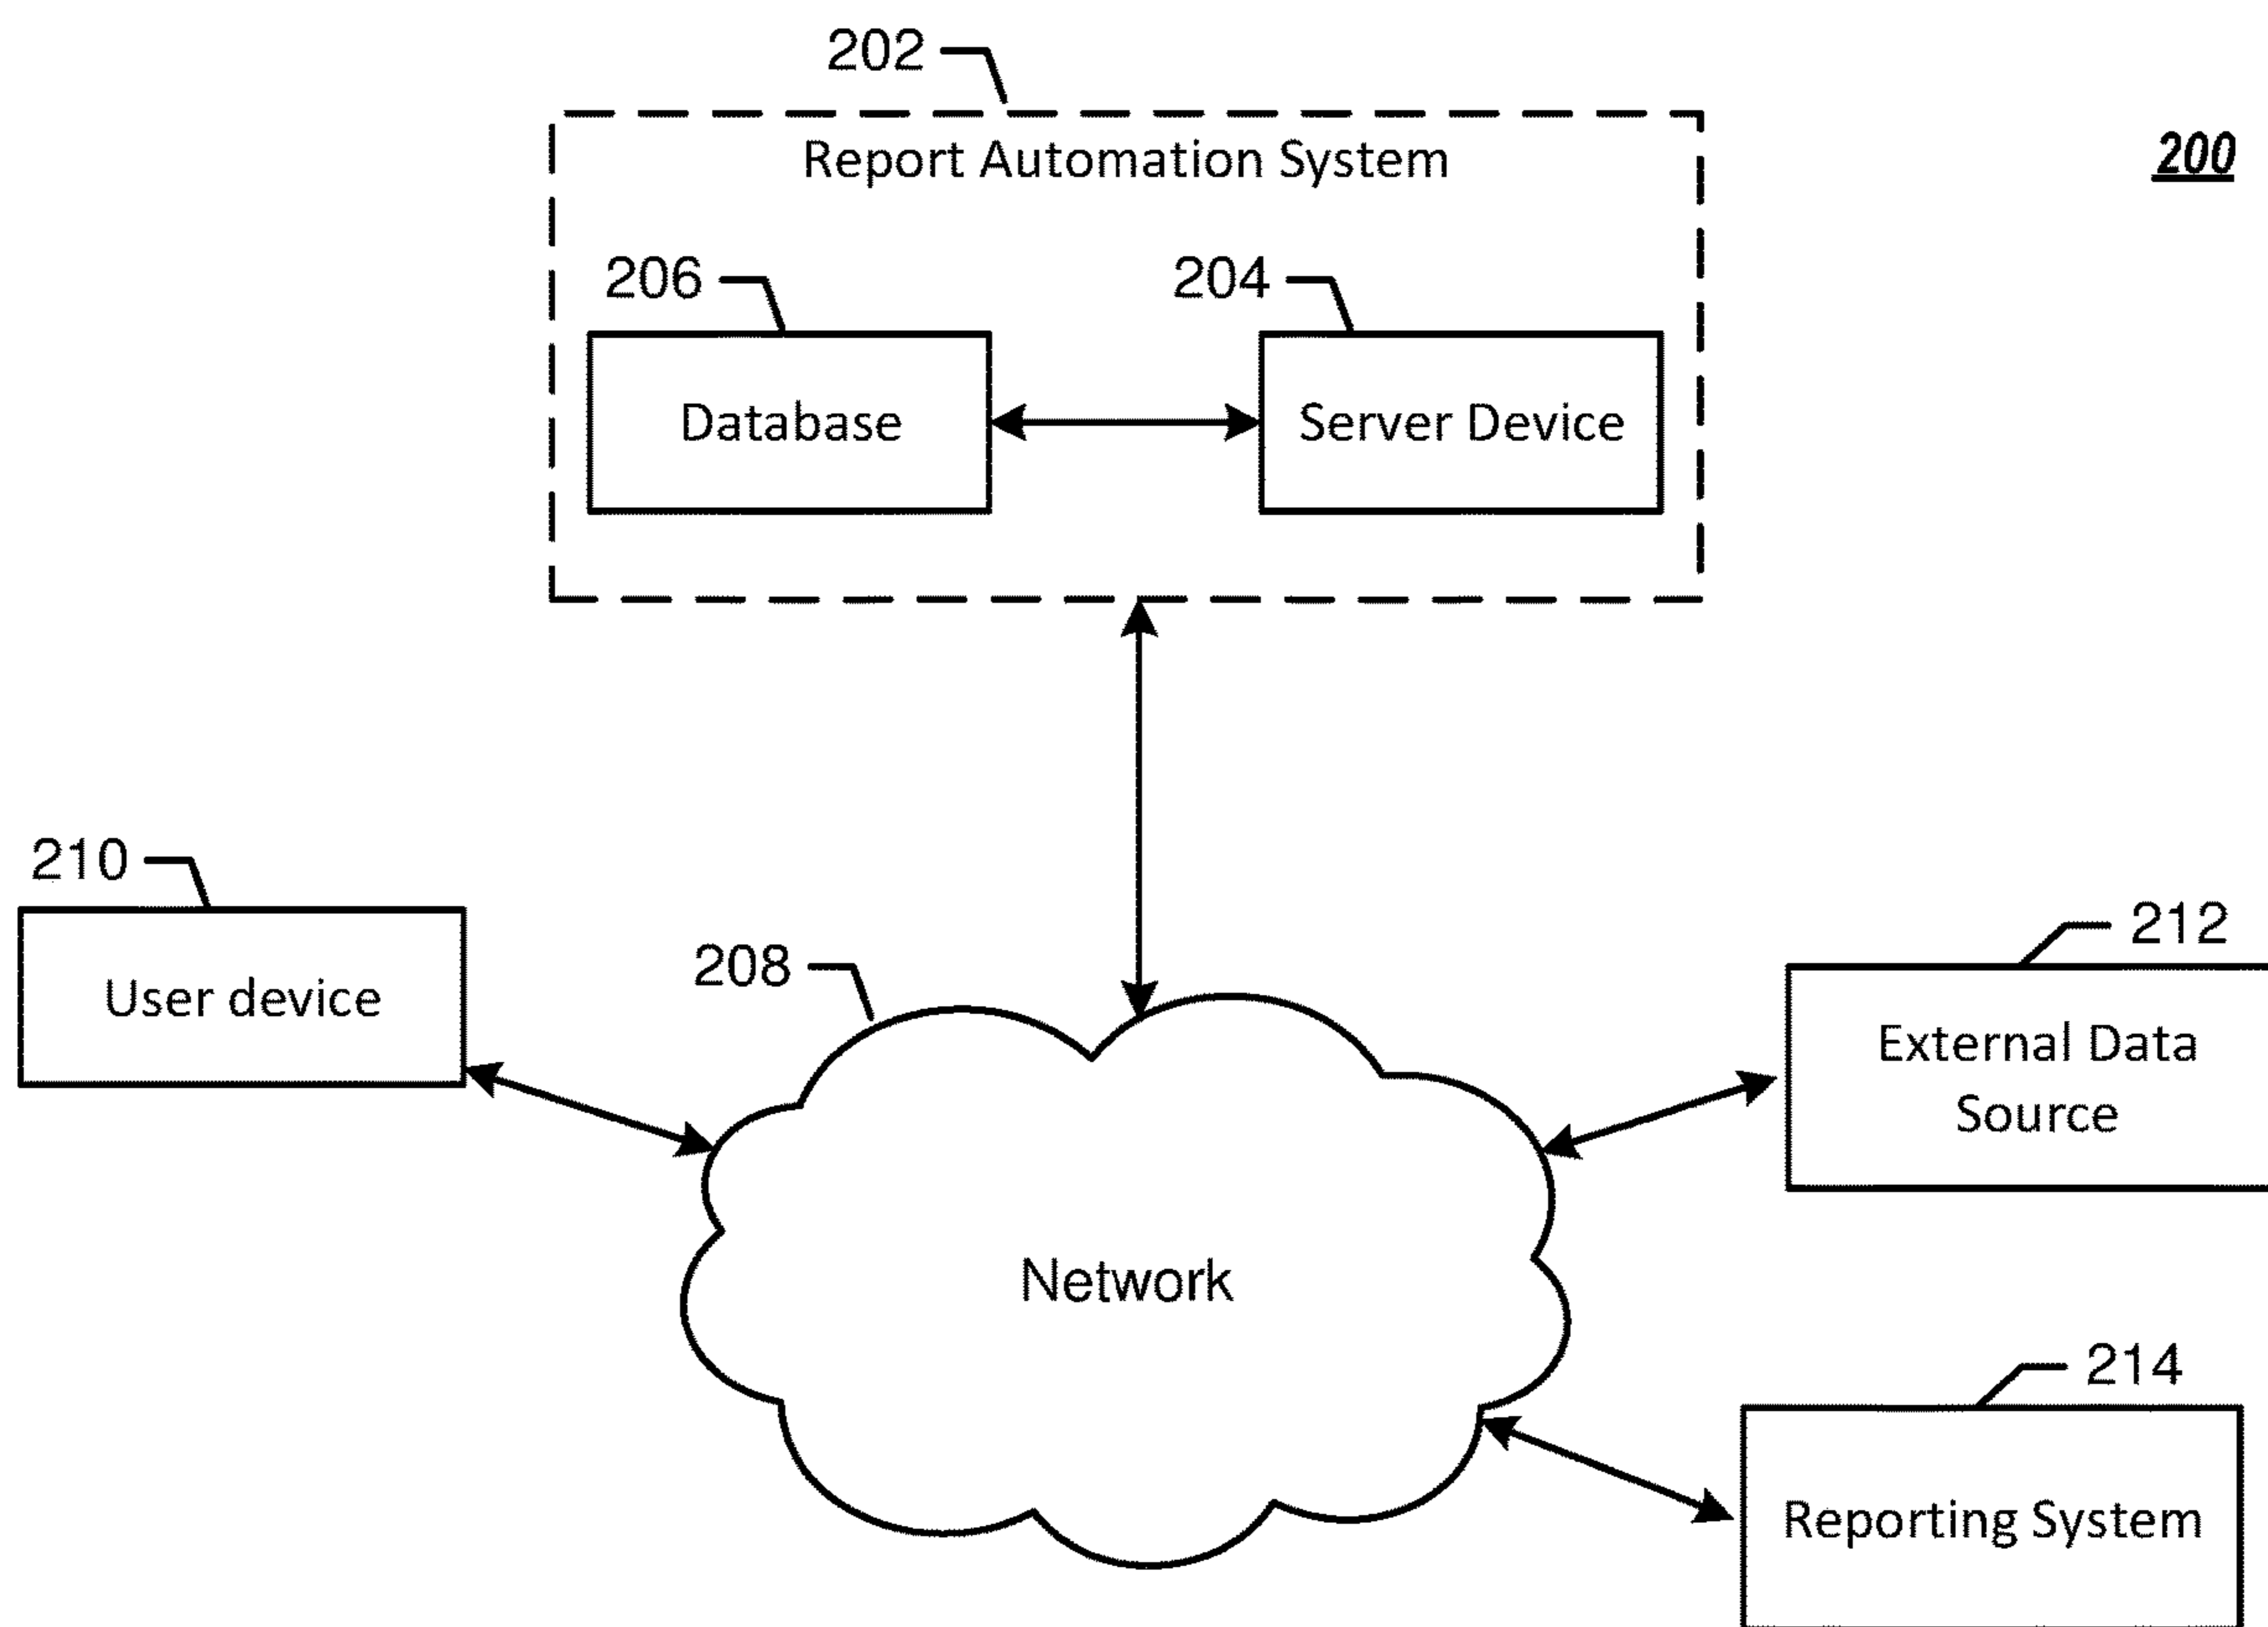 202
Report Automation System
200
206
204
Database
Server Device
210
User device
208
212
External Data
Source
Network
214
Reporting System